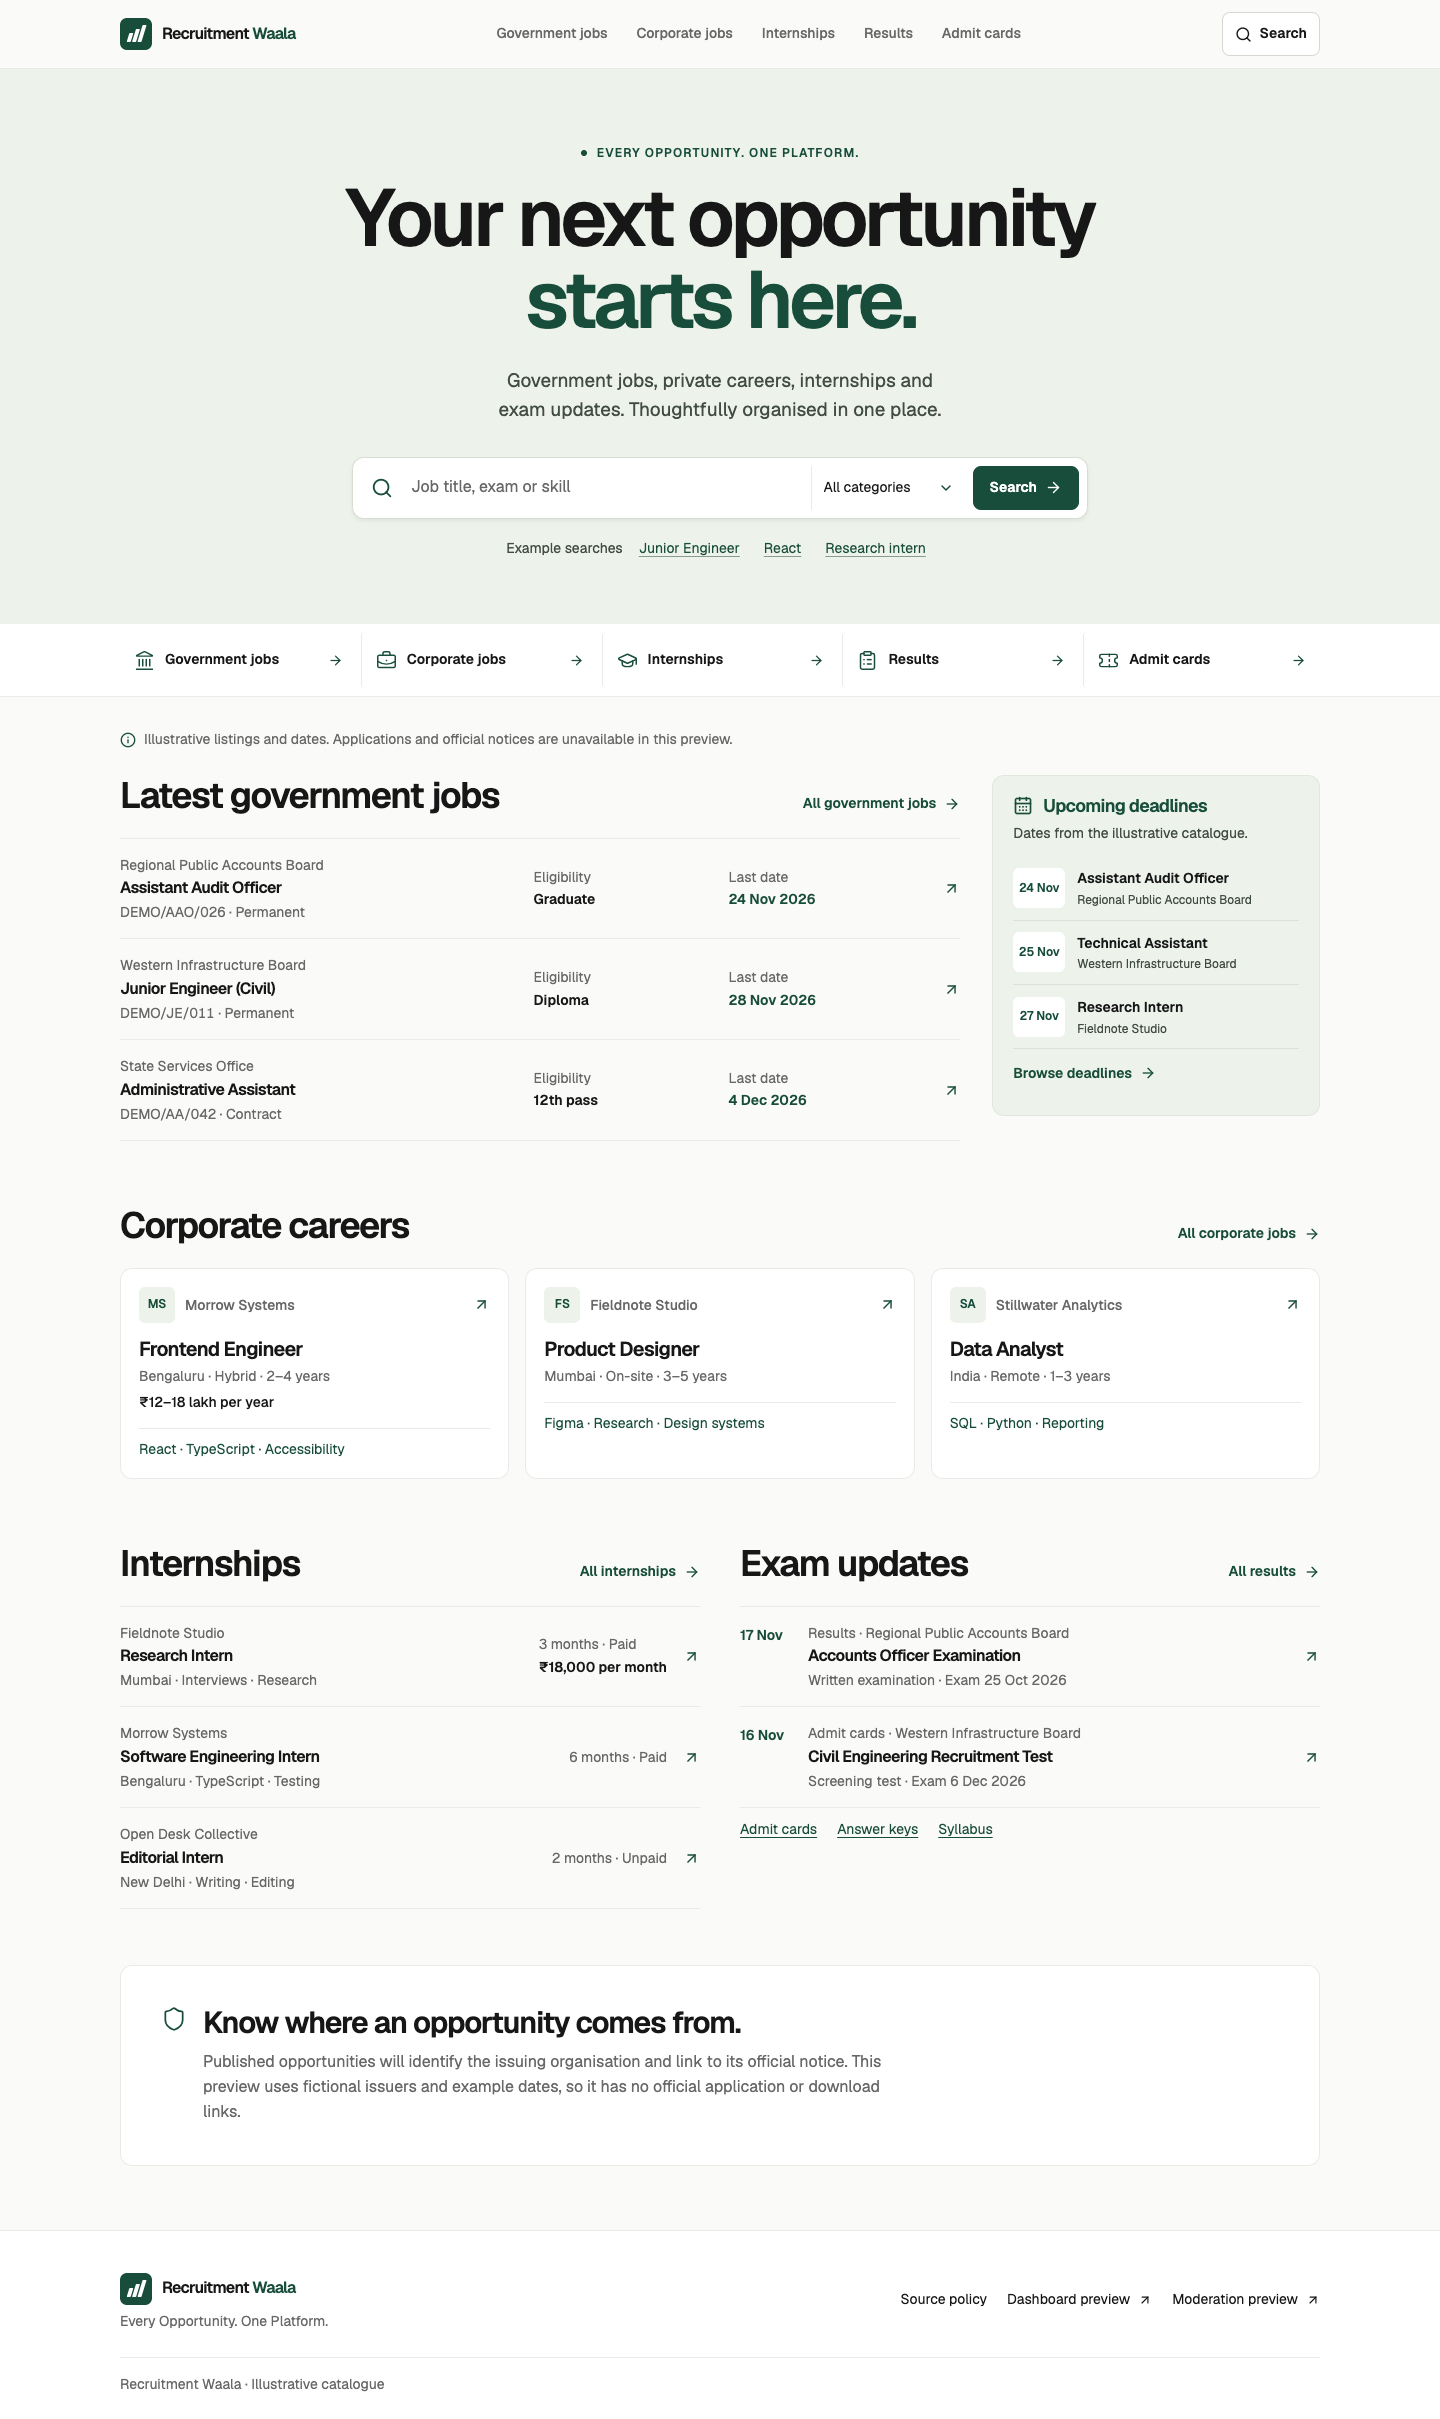 Recruitment Waala
Government jobs
Corporate jobs
Internships
Results
Admit cards
Search
EVERY OPPORTUNITY. ONE PLATFORM.
Your next opportunity
starts here.
Government jobs, private careers, internships and
exam updates. Thoughtfully organised in one place.
Job title, exam or skill
All categories
Search
Example searches
Junior Engineer
React
Research intern
Government jobs
Corporate jobs
Internships
Results
Admit cards
Illustrative listings and dates. Applications and official notices are unavailable in this preview.
Latest government jobs
All government jobs
Regional Public Accounts Board
Assistant Audit Officer
DEMO/AAO/026 · Permanent
Eligibility
Graduate
Last date
24 Nov 2026
Western Infrastructure Board
Junior Engineer (Civil)
DEMO/JE/011 · Permanent
Eligibility
Diploma
Last date
28 Nov 2026
State Services Office
Administrative Assistant
DEMO/AA/042 · Contract
Eligibility
12th pass
Last date
4 Dec 2026
Upcoming deadlines
Dates from the illustrative catalogue.
24 Nov
Assistant Audit Officer
Regional Public Accounts Board
25 Nov
Technical Assistant
Western Infrastructure Board
27 Nov
Research Intern
Fieldnote Studio
Browse deadlines
Corporate careers
All corporate jobs
MS
Morrow Systems
Frontend Engineer
Bengaluru · Hybrid · 2–4 years
₹12–18 lakh per year
React · TypeScript · Accessibility
FS
Fieldnote Studio
Product Designer
Mumbai · On-site · 3–5 years
Figma · Research · Design systems
SA
Stillwater Analytics
Data Analyst
India · Remote · 1–3 years
SQL · Python · Reporting
Internships
All internships
Fieldnote Studio
Research Intern
Mumbai · Interviews · Research
3 months · Paid
₹18,000 per month
Morrow Systems
Software Engineering Intern
Bengaluru · TypeScript · Testing
6 months · Paid
Open Desk Collective
Editorial Intern
New Delhi · Writing · Editing
2 months · Unpaid
Exam updates
All results
17 Nov
Results · Regional Public Accounts Board
Accounts Officer Examination
Written examination · Exam 25 Oct 2026
16 Nov
Admit cards · Western Infrastructure Board
Civil Engineering Recruitment Test
Screening test · Exam 6 Dec 2026
Admit cards
Answer keys
Syllabus
Know where an opportunity comes from.
Published opportunities will identify the issuing organisation and link to its official notice. This
preview uses fictional issuers and example dates, so it has no official application or download
links.
Recruitment Waala
Every Opportunity. One Platform.
Source policy
Dashboard preview
Moderation preview
Recruitment Waala · Illustrative catalogue